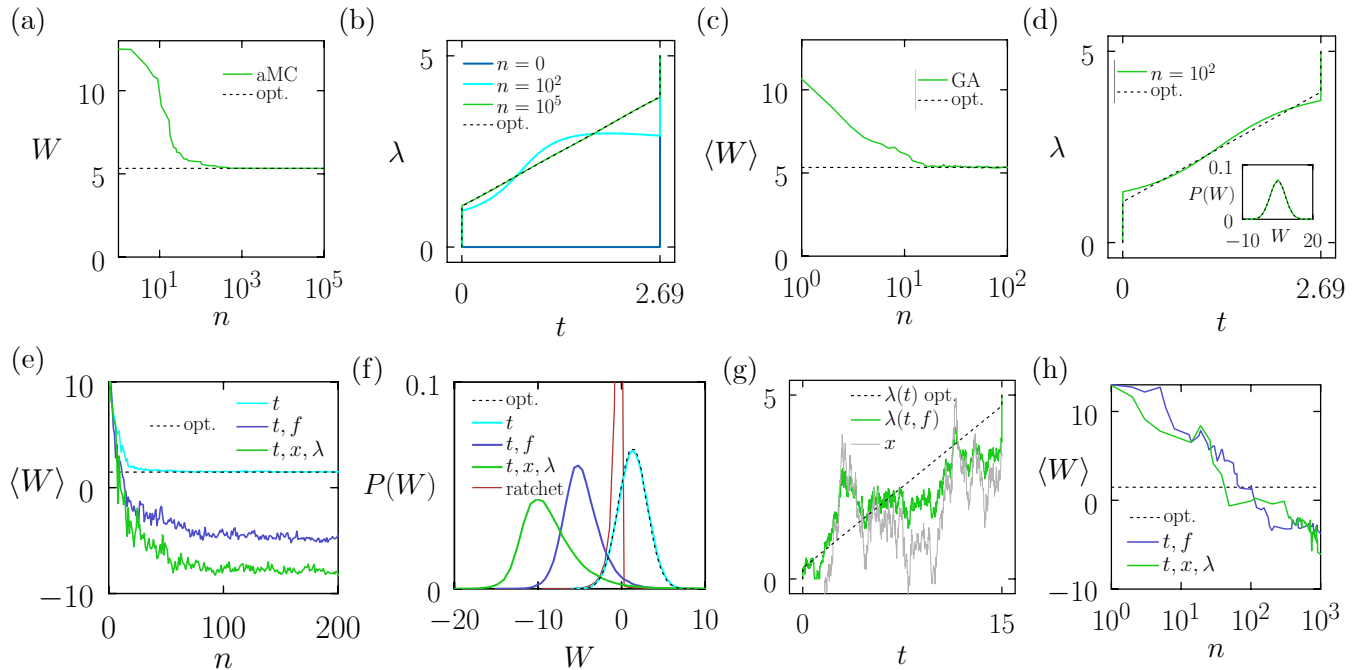 (a)
W
10
5
0
aMC
opt.
10^1 10^3 10^5
n
(b)
λ
5
0
n = 0
n = 10^2
n = 10^5
opt.
0 2.69
t
(c)
⟨W⟩
10
5
0
GA
opt.
10^0 10^1 10^2
n
(d)
λ
5
0
n = 10^2
opt.
0.1
P(W)
0
−10 W 20
0 2.69
t
(e)
⟨W⟩
10
0
−10
opt.
t
t, f
t, x, λ
0 100 200
n
(f)
P(W)
0.1
0
opt.
t
t, f
t, x, λ
ratchet
−20 −10 0 10
W
(g)
5
0
λ(t) opt.
λ(t, f)
x
0 15
t
(h)
⟨W⟩
10
0
−10
opt.
t, f
t, x, λ
10^0 10^1 10^2 10^3
n